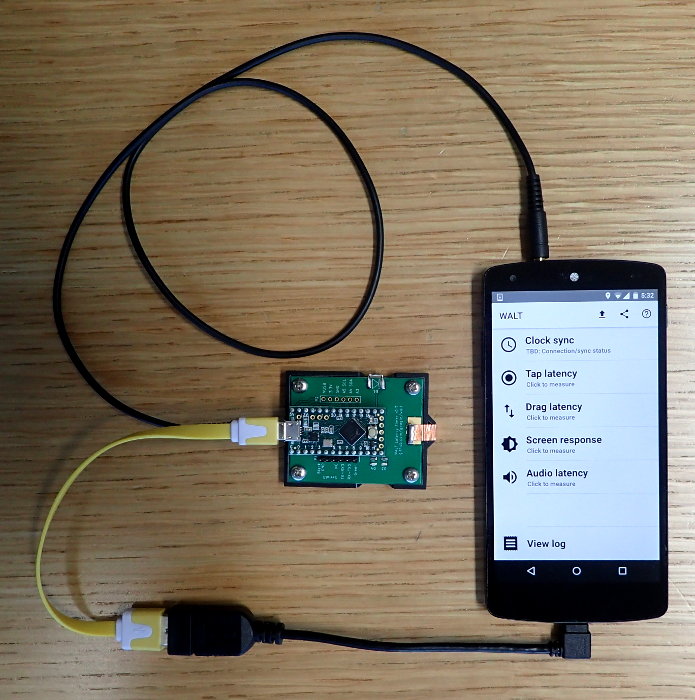 5:32
WALT
Clock sync
TBD: Connection/sync status
Tap latency
Click to measure
Drag latency
Click to measure
Screen response
Click to measure
Audio latency
Click to measure
View log